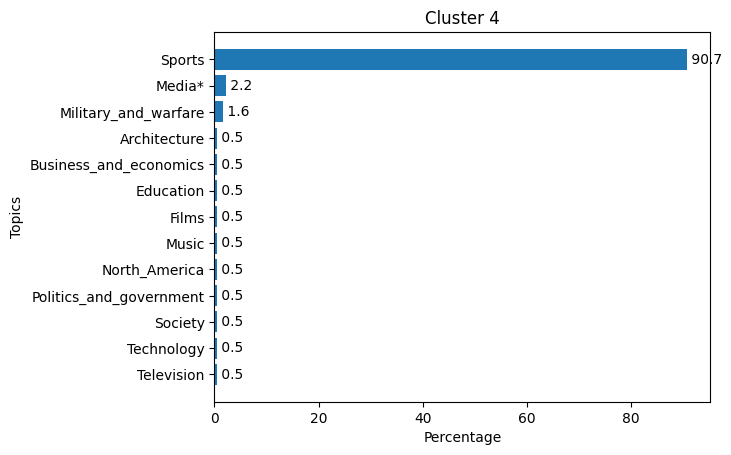 Cluster 4
Topics
Sports 90.7
Media* 2.2
Military_and_warfare 1.6
Architecture 0.5
Business_and_economics 0.5
Education 0.5
Films 0.5
Music 0.5
North_America 0.5
Politics_and_government 0.5
Society 0.5
Technology 0.5
Television 0.5
0 20 40 60 80
Percentage